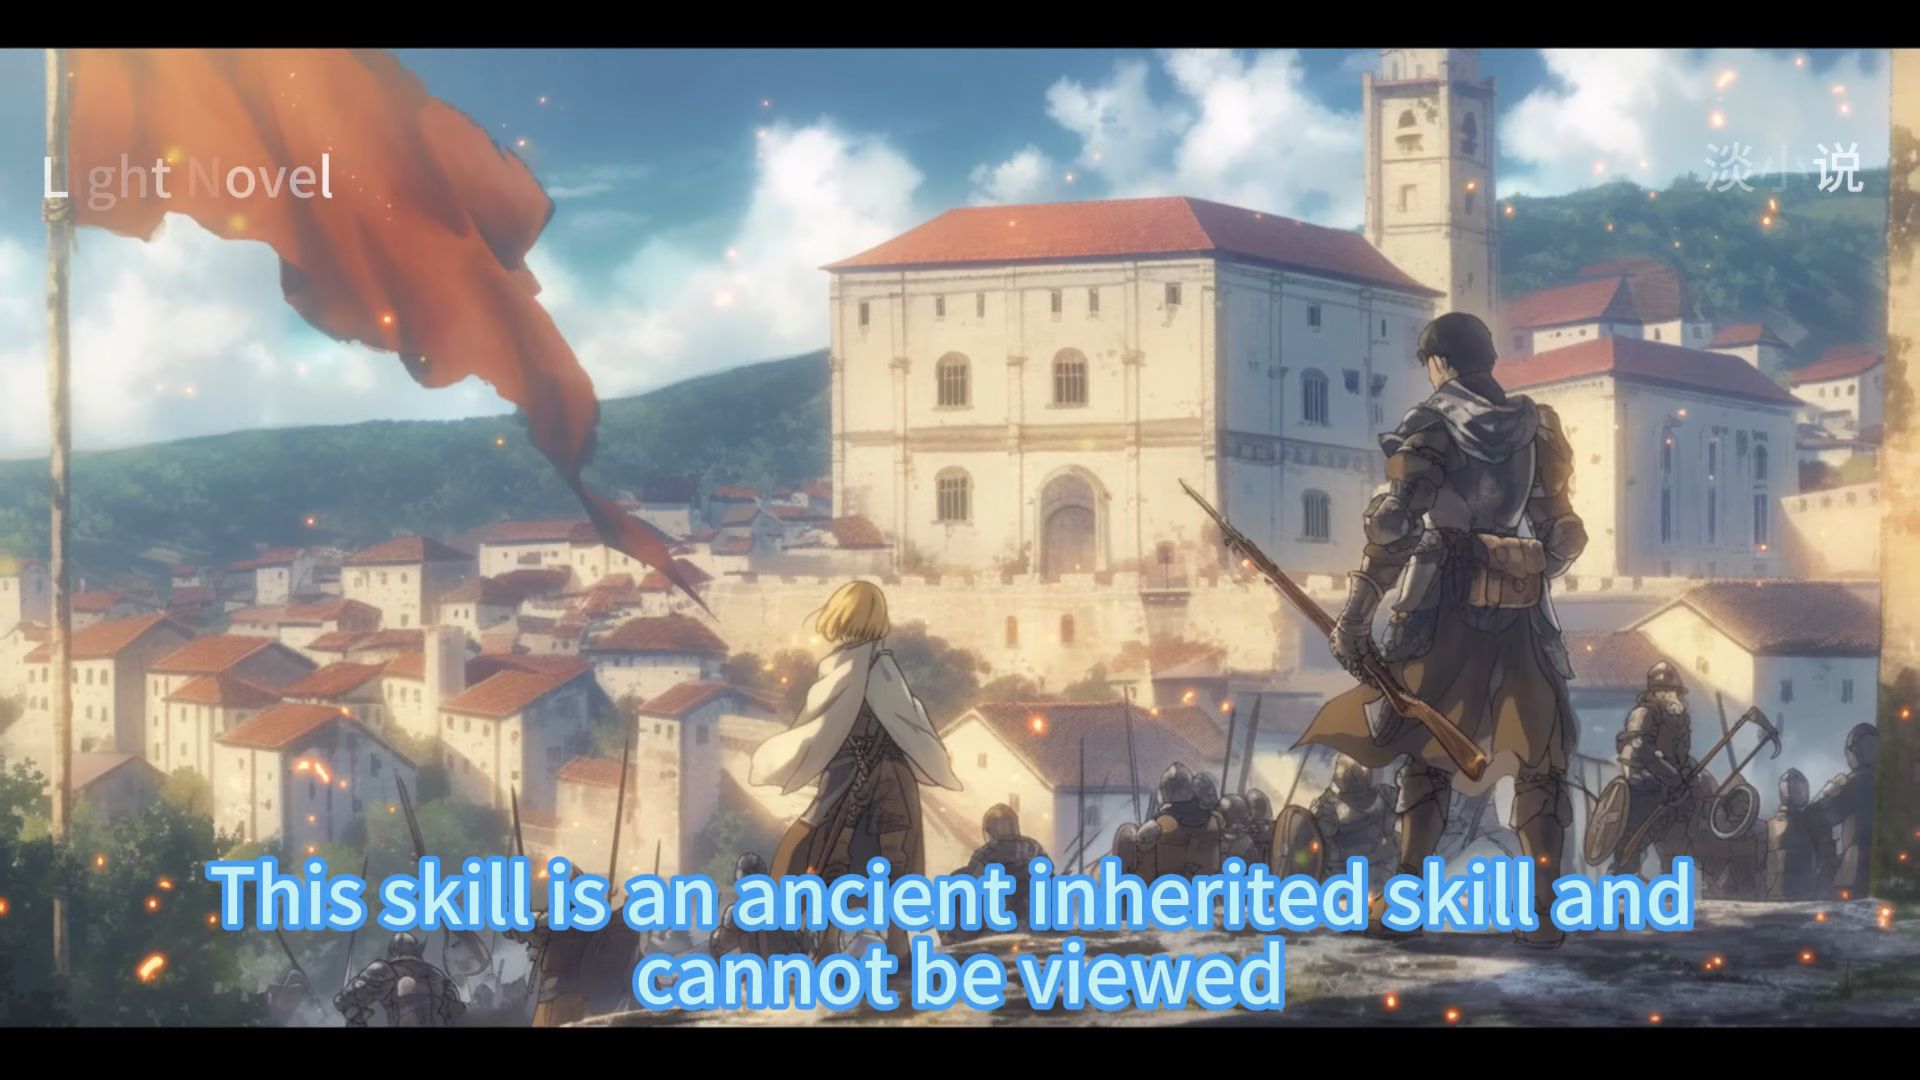 Light Novel
淡小说
This skill is an ancient inherited skill and
cannot be viewed